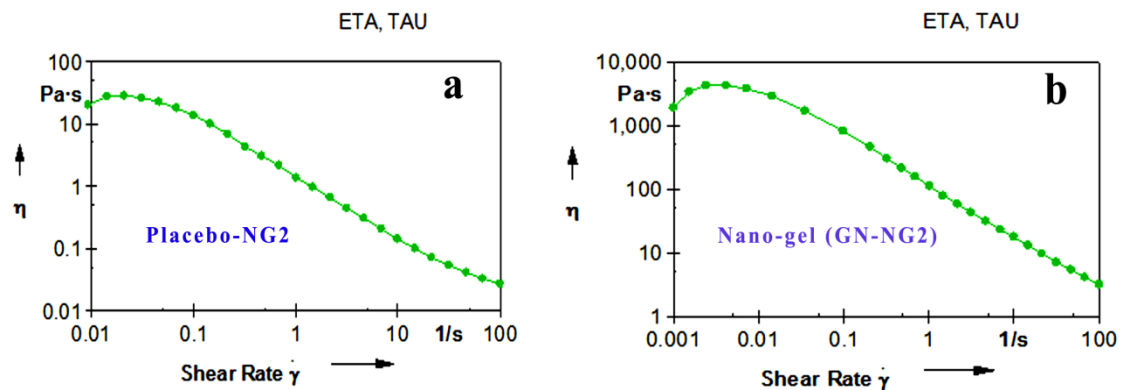 ETA, TAU
a
100
Pa·s
10
1
0.1
0.01
η
Placebo-NG2
0.01
0.1
1
10
1/s
100
Shear Rate γ̇
ETA, TAU
b
10,000
Pa·s
1,000
100
10
1
η
Nano-gel (GN-NG2)
0.001
0.01
0.1
1
1/s
100
Shear Rate γ̇